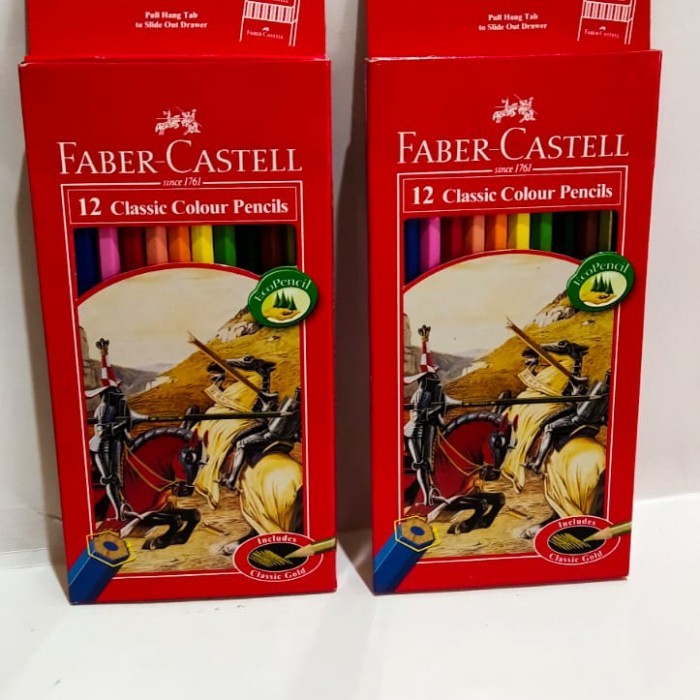 Pull Hang Tab
to Slide Out Drawer
FABER-CASTELL
FABER-CASTELL
since 1761
12 Classic Colour Pencils
EcoPencil
Includes
Classic Gold
Pull Hang Tab
to Slide Out Drawer
FABER-CASTELL
FABER-CASTELL
since 1761
12 Classic Colour Pencils
EcoPencil
Includes
Classic Gold